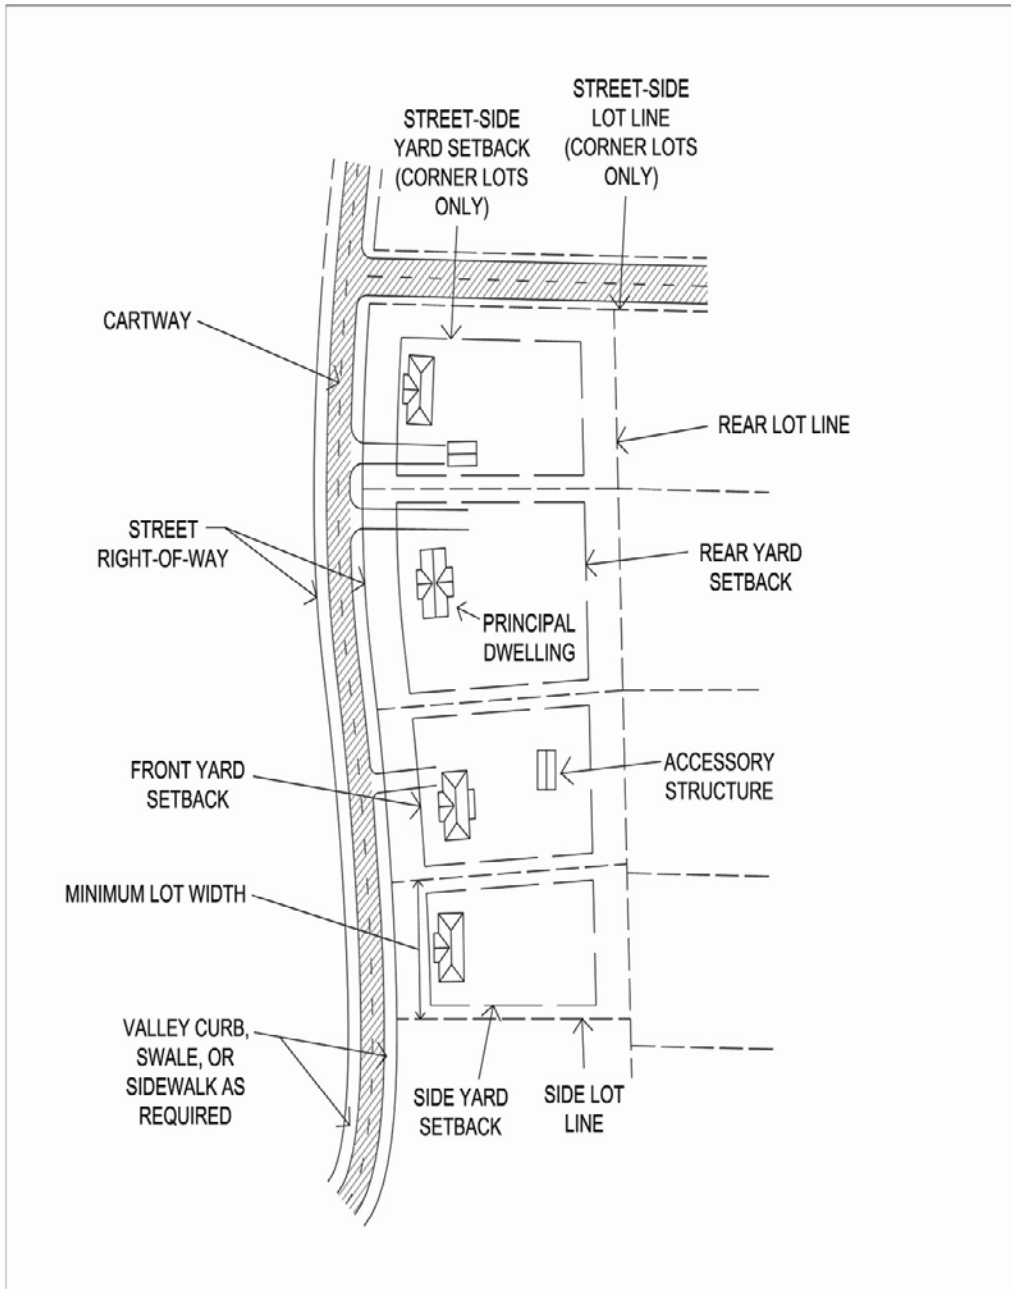 STREET-SIDE
LOT LINE
(CORNER LOTS
ONLY)
STREET-SIDE
YARD SETBACK
(CORNER LOTS
ONLY)
CARTWAY
REAR LOT LINE
STREET
RIGHT-OF-WAY
REAR YARD
SETBACK
PRINCIPAL
DWELLING
FRONT YARD
SETBACK
ACCESSORY
STRUCTURE
MINIMUM LOT WIDTH
VALLEY CURB,
SWALE, OR
SIDEWALK AS
REQUIRED
SIDE YARD
SETBACK
SIDE LOT
LINE